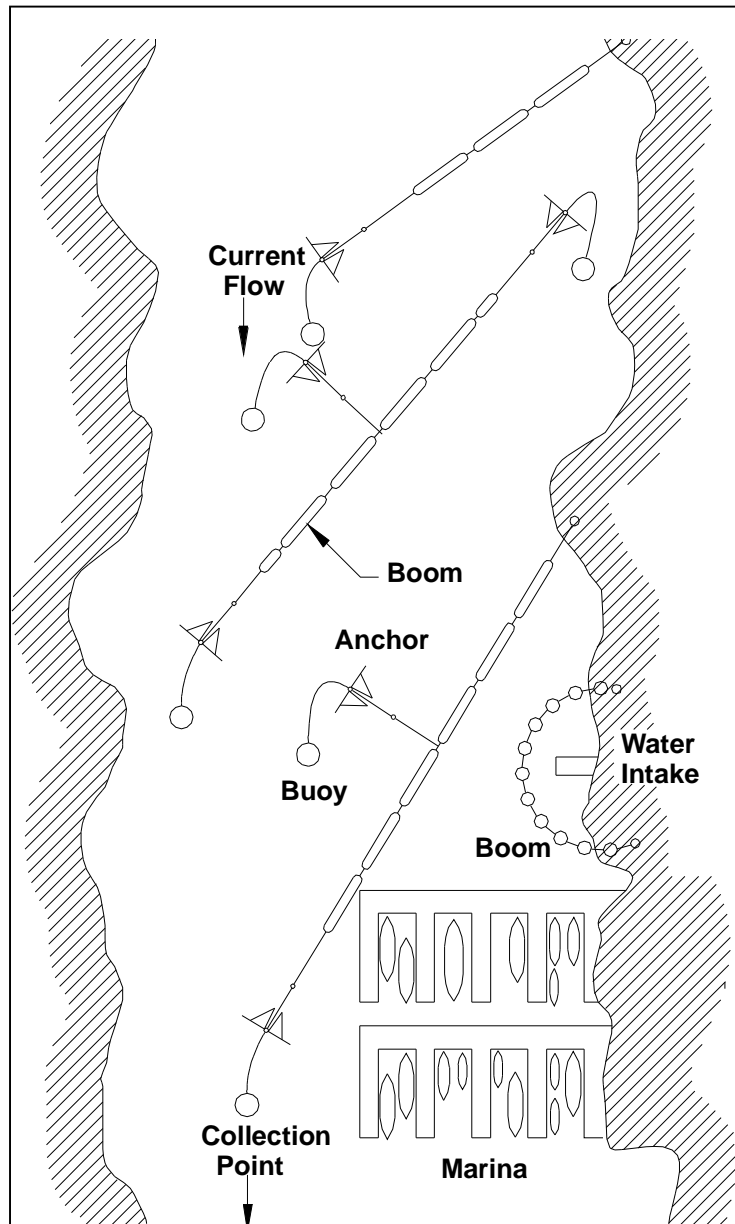 Current
Flow
Boom
Anchor
Buoy
Water
Intake
Boom
Collection
Point
Marina